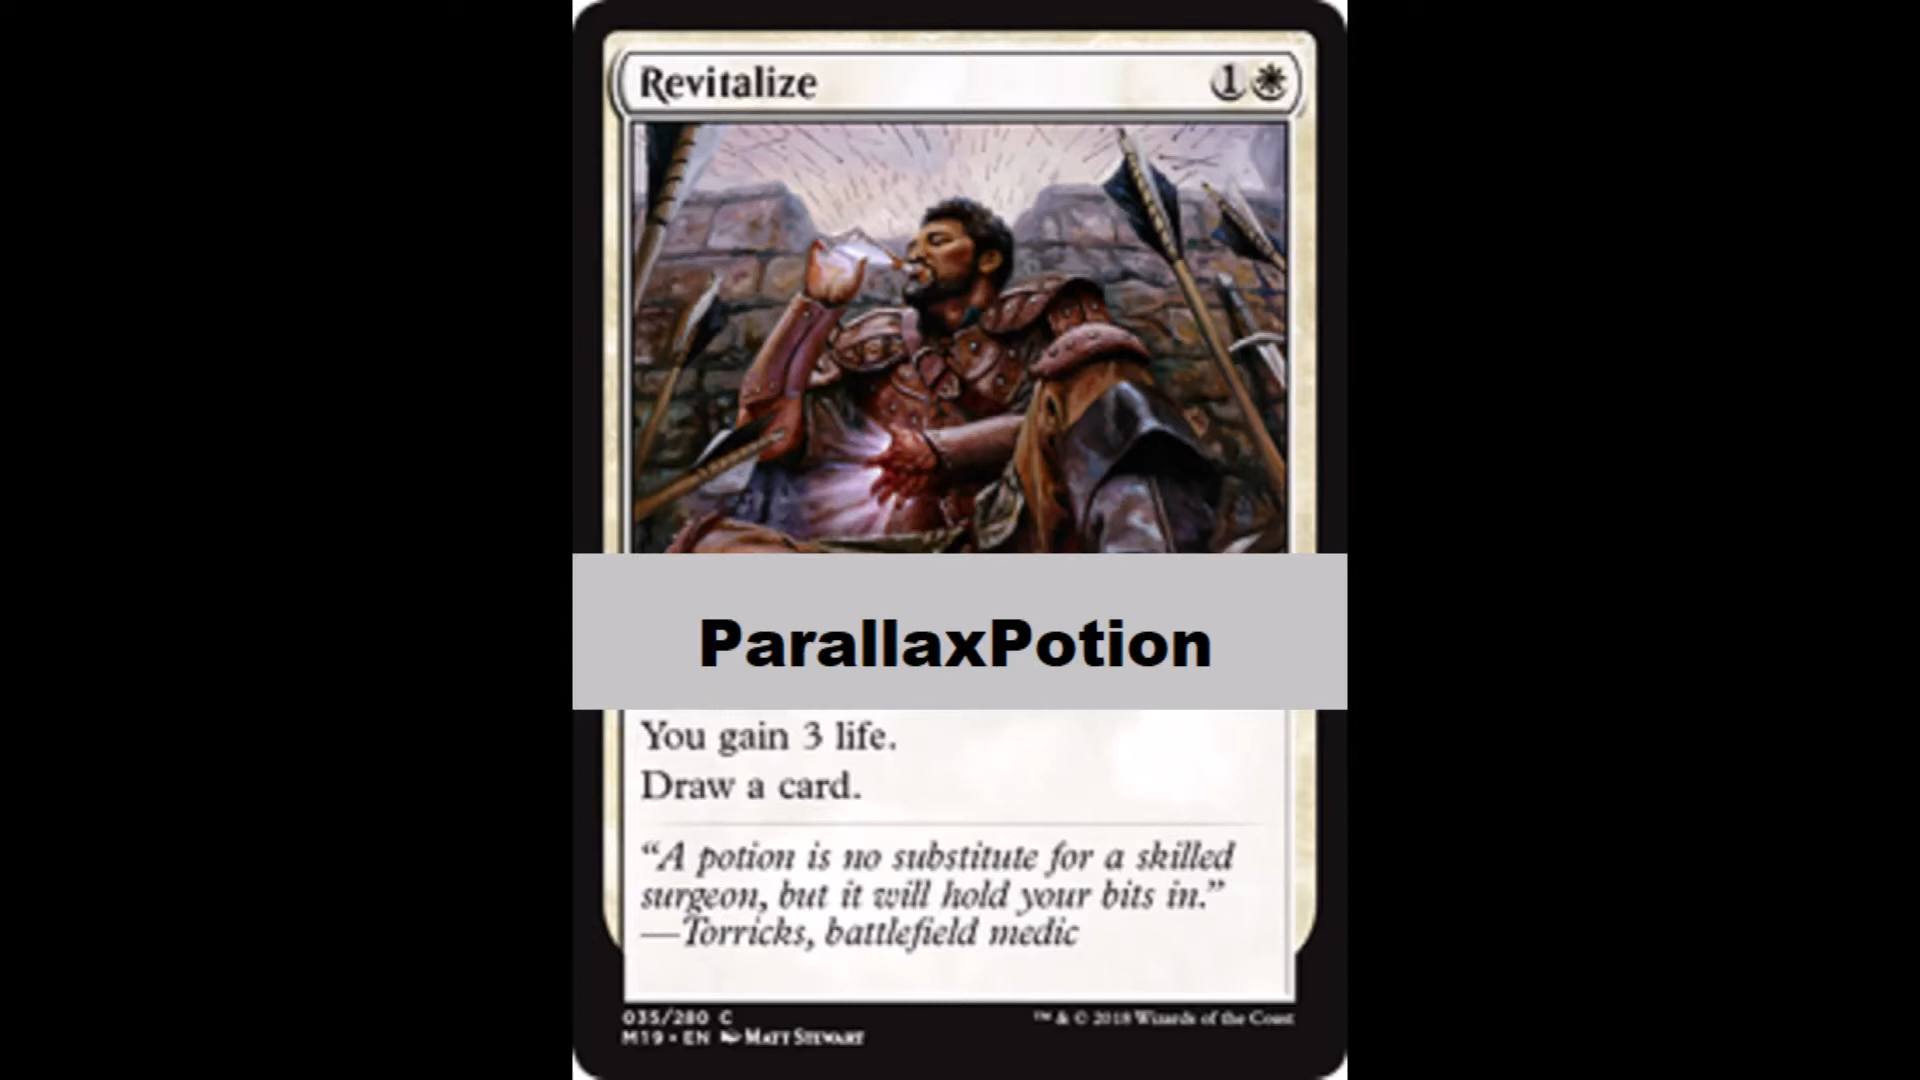 Revitalize 1
ParallaxPotion
You gain 3 life.
Draw a card.
“A potion is no substitute for a skilled
surgeon, but it will hold your bits in.”
—Torricks, battlefield medic
035/280 C
™ & © 2018 Wizards of the Coast
M19 • EN Matt Stewart